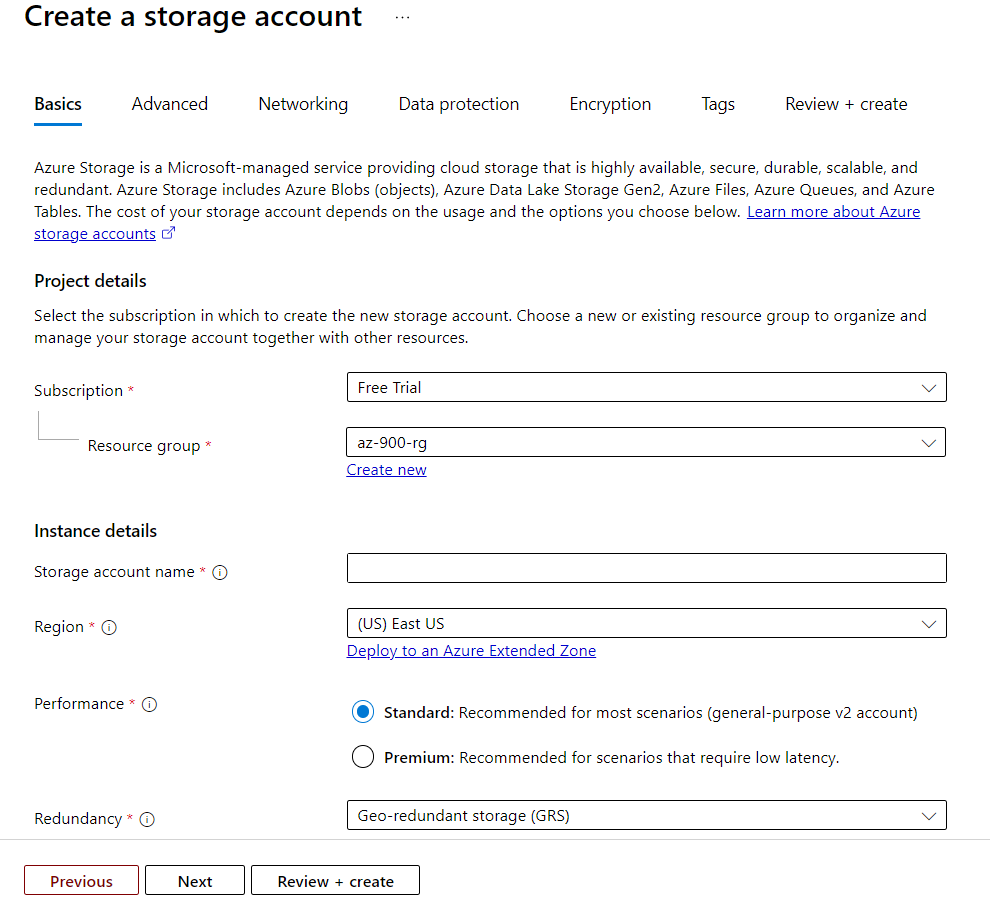 Create a storage account ...
Basics Advanced Networking Data protection Encryption Tags Review + create
Azure Storage is a Microsoft-managed service providing cloud storage that is highly available, secure, durable, scalable, and
redundant. Azure Storage includes Azure Blobs (objects), Azure Data Lake Storage Gen2, Azure Files, Azure Queues, and Azure
Tables. The cost of your storage account depends on the usage and the options you choose below. Learn more about Azure
storage accounts
Project details
Select the subscription in which to create the new storage account. Choose a new or existing resource group to organize and
manage your storage account together with other resources.
Subscription * Free Trial
Resource group * az-900-rg
Create new
Instance details
Storage account name *
Region * (US) East US
Deploy to an Azure Extended Zone
Performance * Standard: Recommended for most scenarios (general-purpose v2 account)
Premium: Recommended for scenarios that require low latency.
Redundancy * Geo-redundant storage (GRS)
Previous Next Review + create